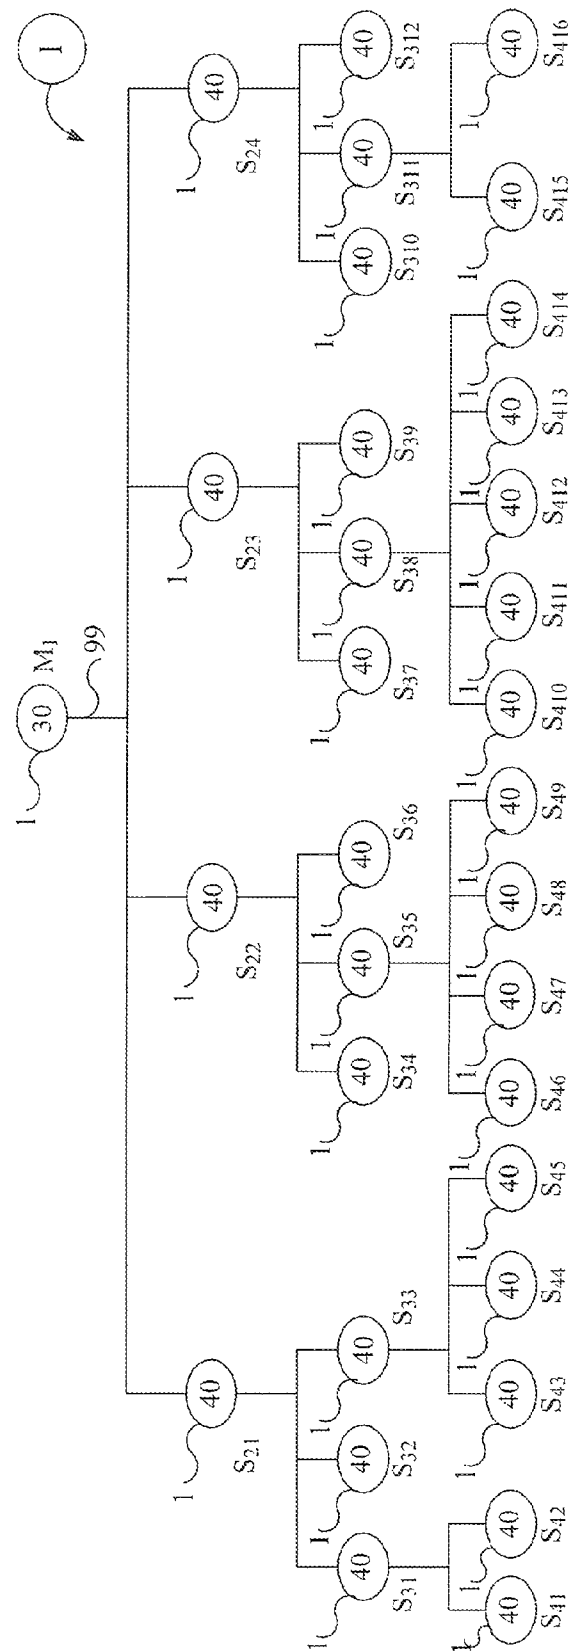 1 30 M₁ I
99
1 1 1 1
40 40 40 40
S₂₁ S₂₂ S₂₃ S₂₄
1 1 1 1 1 1 1 1 1 1 1 1
40 40 40 40 40 40 40 40 40 40 40 40
S₃₁ S₃₂ S₃₃ S₃₄ S₃₅ S₃₆ S₃₇ S₃₈ S₃₉ S₃₁₀ S₃₁₁ S₃₁₂
1 1 1 1 1 1 1 1 1 1 1 1 1 1 1 1
40 40 40 40 40 40 40 40 40 40 40 40 40 40 40 40
S₄₁ S₄₂ S₄₃ S₄₄ S₄₅ S₄₆ S₄₇ S₄₈ S₄₉ S₄₁₀ S₄₁₁ S₄₁₂ S₄₁₃ S₄₁₄ S₄₁₅ S₄₁₆